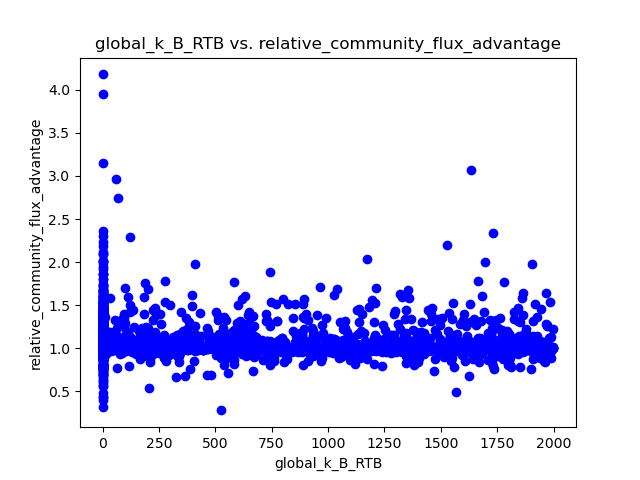 global_k_B_RTB vs. relative_community_flux_advantage
relative_community_flux_advantage
4.0
3.5
3.0
2.5
2.0
1.5
1.0
0.5
0 250 500 750 1000 1250 1500 1750 2000
global_k_B_RTB